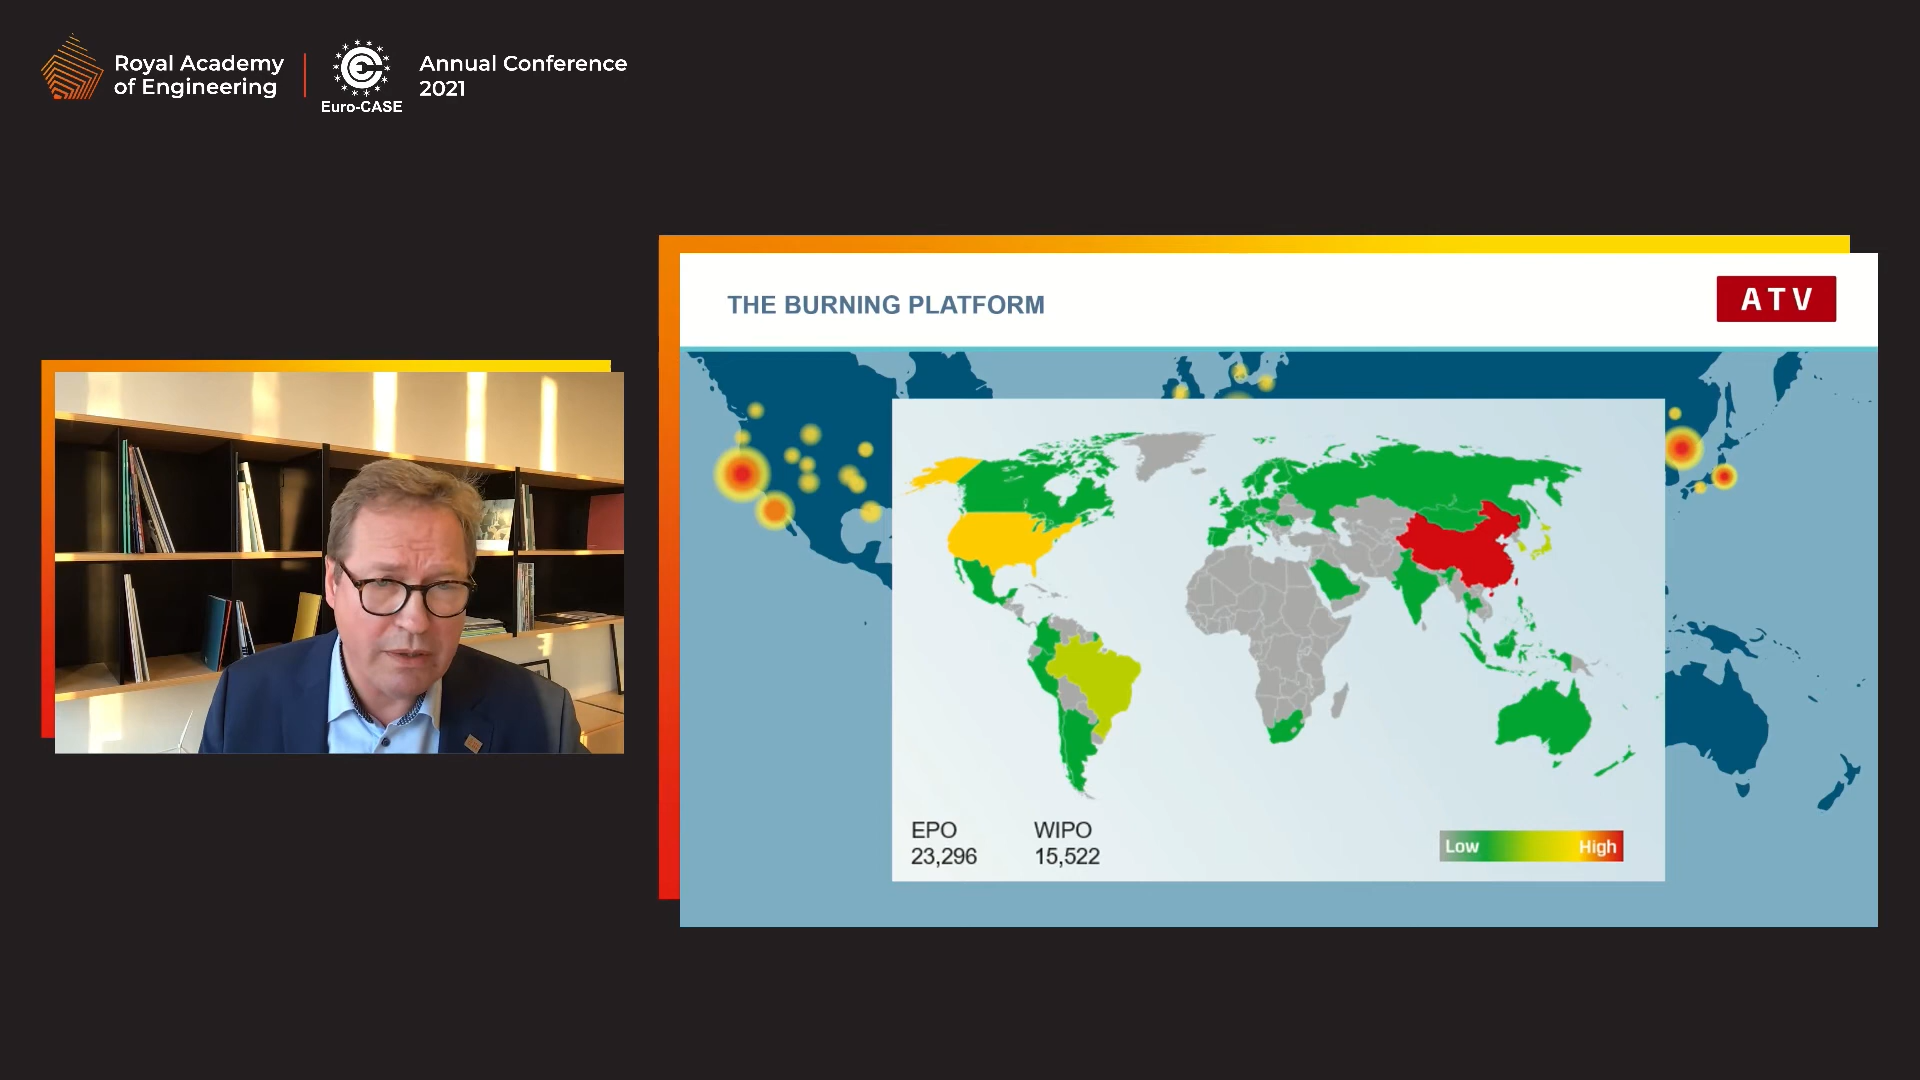 Royal Academy
of Engineering
Euro-CASE
Annual Conference
2021
THE BURNING PLATFORM
ATV
EPO
23,296
WIPO
15,522
Low
High